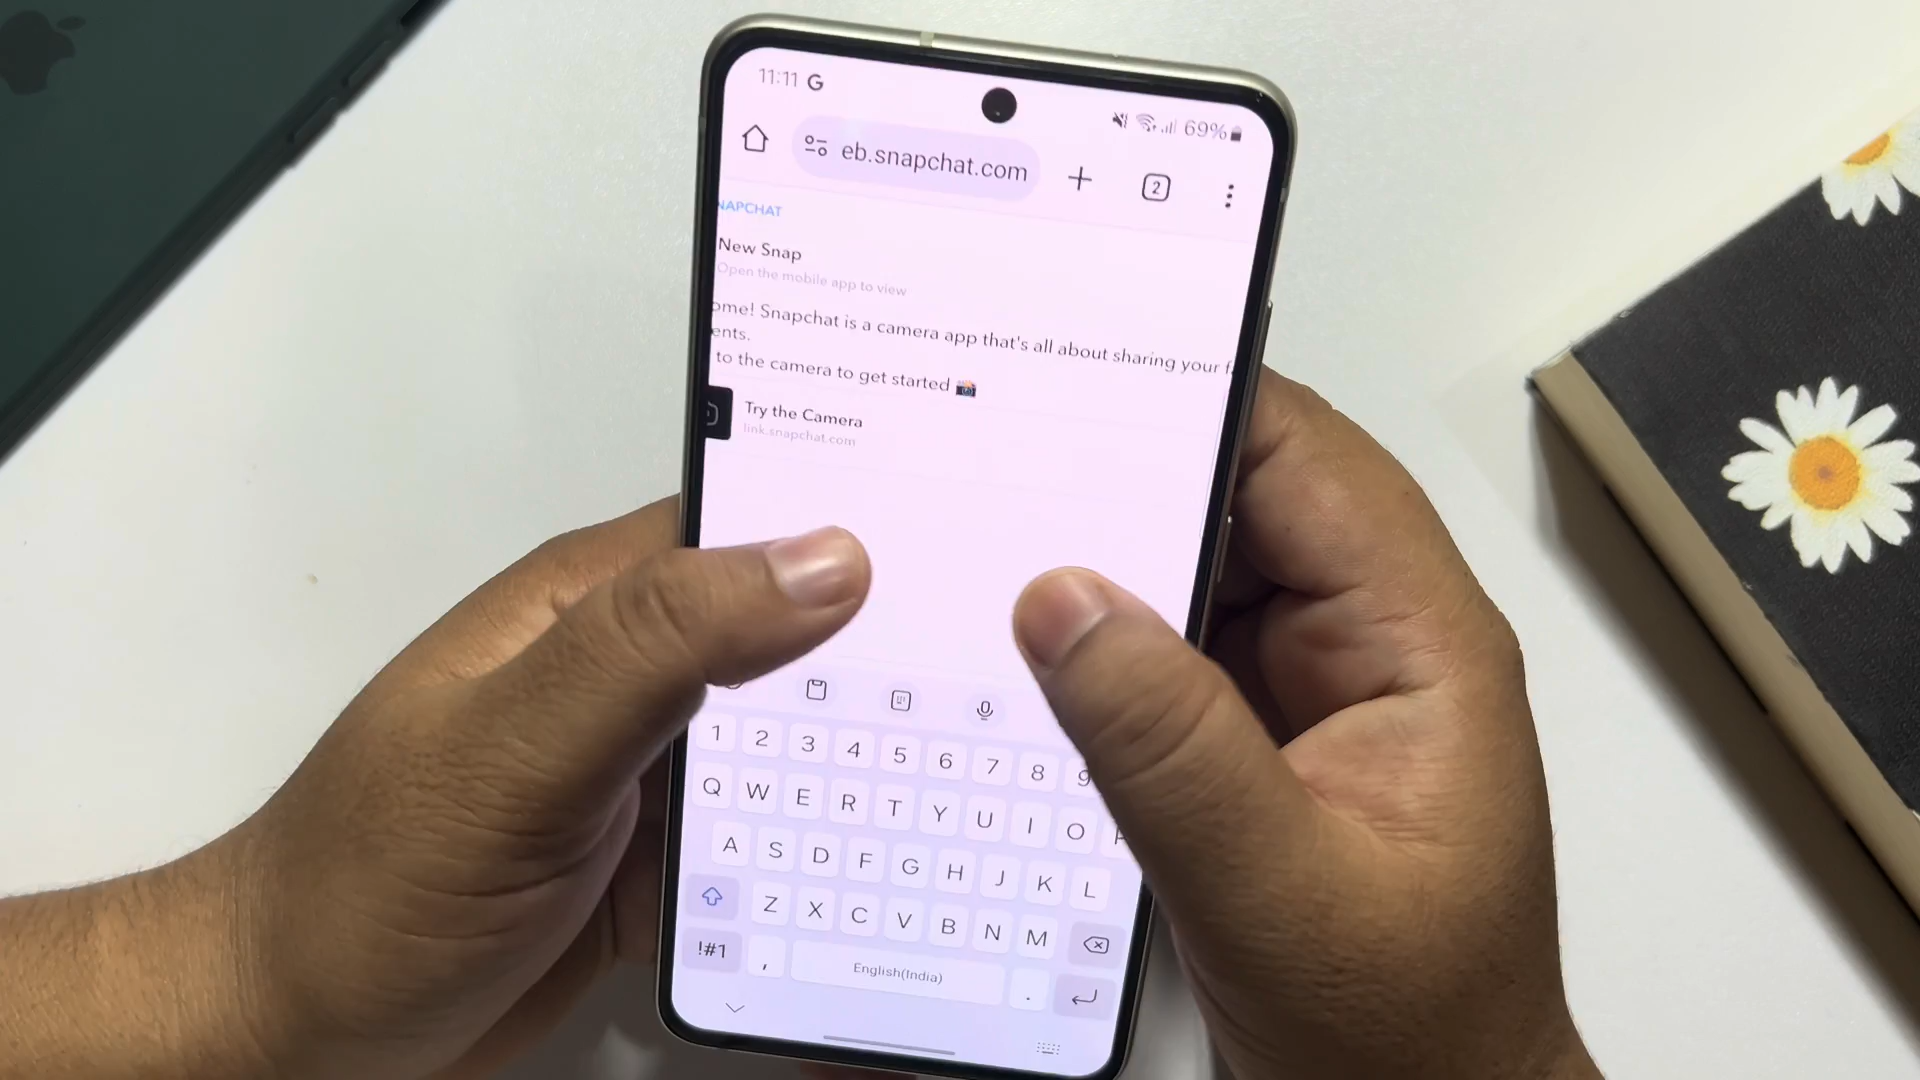 11:11 G
69%
eb.snapchat.com
2
NAPCHAT
New Snap
Open the mobile app to view
ome! Snapchat is a camera app that's all about sharing your f
ents.
to the camera to get started
Try the Camera
link.snapchat.com
1 2 3 4 5 6 7 8 9
Q W E R T Y U I O P
A S D F G H J K L
Z X C V B N M
!#1 , English(India) .